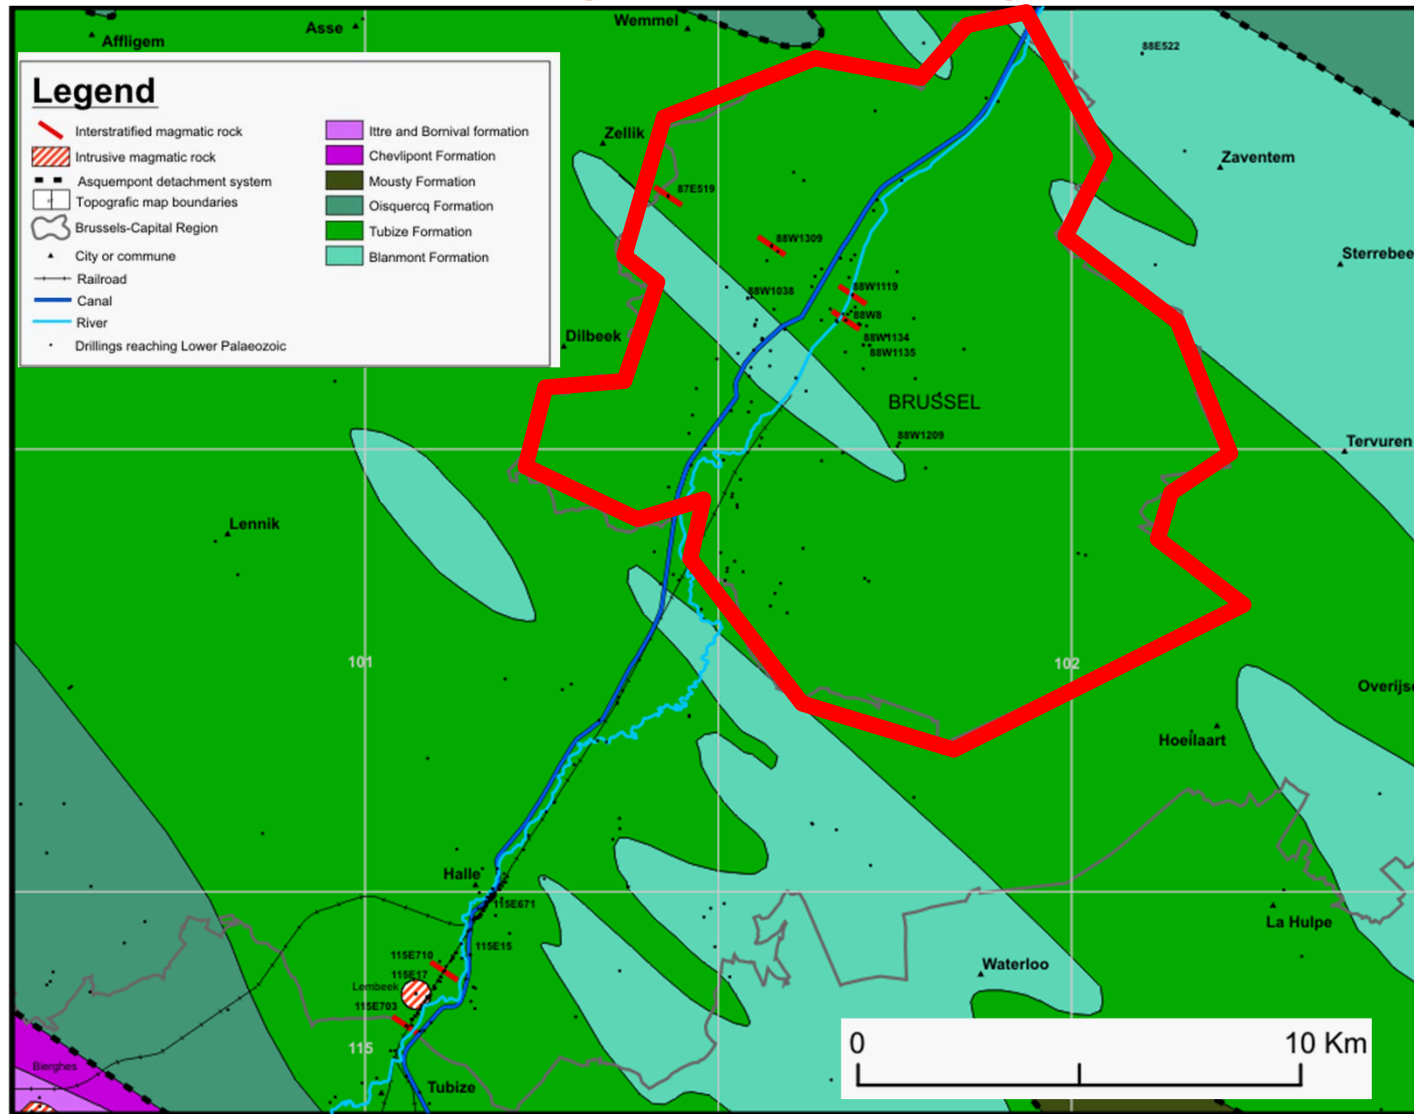 Affligem
Asse
Wemmel
88E522
Legend
Interstratified magmatic rock
Intrusive magmatic rock
Asquempont detachment system
Topografic map boundaries
Brussels-Capital Region
City or commune
Railroad
Canal
River
Drillings reaching Lower Palaeozoic
Ittre and Bornival formation
Chevlipont Formation
Mousty Formation
Oisquercq Formation
Tubize Formation
Blanmont Formation
Zellik
Zaventem
87E519
88W1309
Sterrebee
88W1038
88W1119
88W8
Dilbeek
88W1134
88W1135
BRUSSEL
88W1209
Tervuren
Lennik
101
102
Overijse
Hoeilaart
Halle
115E671
La Hulpe
115E15
115E710
Waterloo
115E17
Lembeek
115E703
115
0 10 Km
Bierghes
Tubize